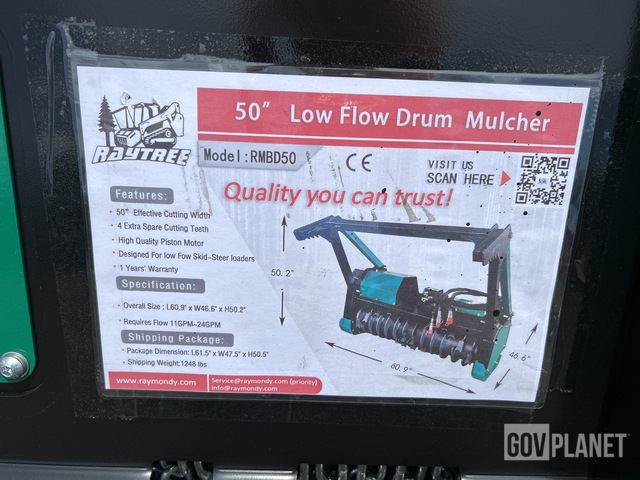 50" Low Flow Drum Mulcher
RAYTREE
Model:RMBD50
CE
VISIT US
SCAN HERE
Quality you can trust!
Features:
· 50" Effective Cutting Width
· 4 Extra Spare Cutting Teeth
· High Quality Piston Motor
· Designed For low Fow Skid-Steer loaders
· 1 Years' Warranty
Specification:
· Overall Size : L60.9" x W46.6" x H50.2"
· Requires Flow 11GPM-24GPM
Shipping Package:
· Package Dimension: L61.5" x W47.5" x H50.5"
· Shipping Weight:1248 lbs
50.2"
60.9"
46.6"
www.raymondy.com
Service@raymondy.com (priority)
info@raymondy.com
GOVPLANET